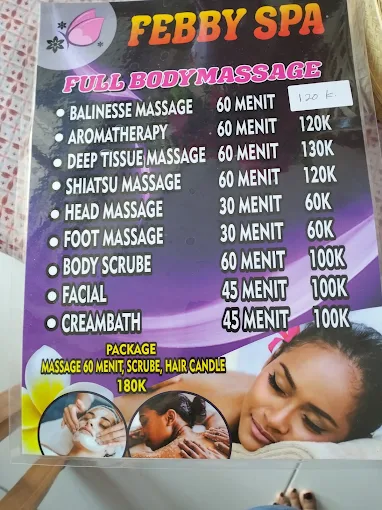 FEBBY SPA
FULL BODYMASSAGE
• BALINESSE MASSAGE 60 MENIT 120 k
• AROMATHERAPY 60 MENIT 120K
• DEEP TISSUE MASSAGE 60 MENIT 130K
• SHIATSU MASSAGE 60 MENIT 120K
• HEAD MASSAGE 30 MENIT 60K
• FOOT MASSAGE 30 MENIT 60K
• BODY SCRUBE 60 MENIT 100K
• FACIAL 45 MENIT 100K
• CREAMBATH 45 MENIT 100K
PACKAGE
MASSAGE 60 MENIT, SCRUBE, HAIR CANDLE
180K